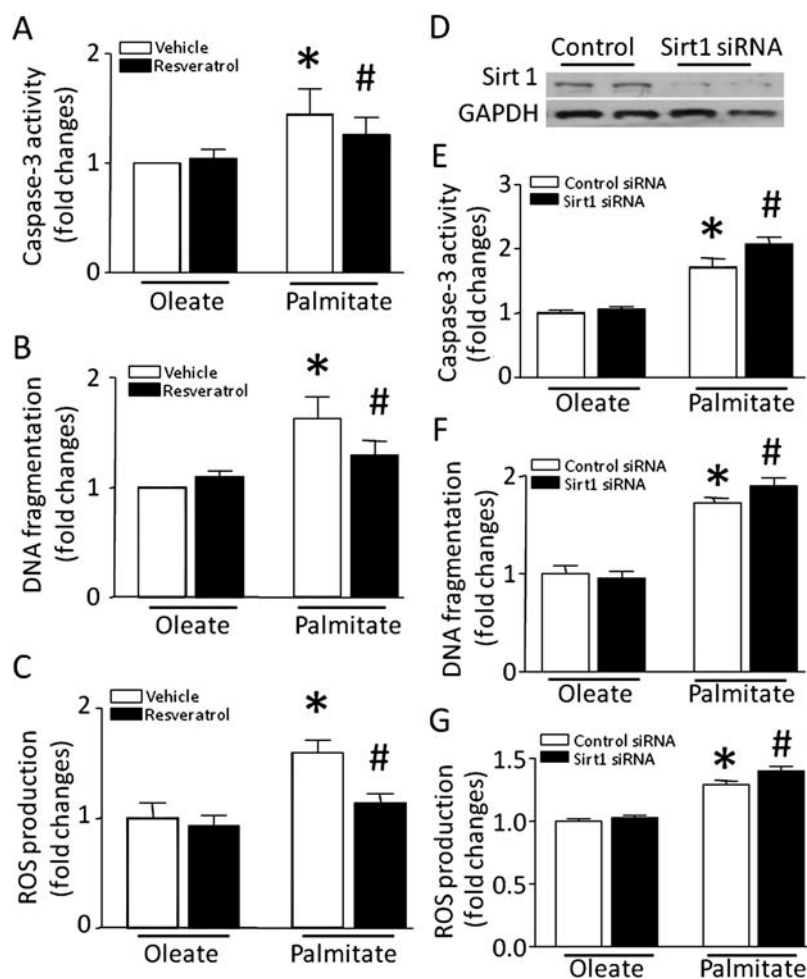 A
Caspase-3 activity
(fold changes)
2
1
0
Vehicle
Resveratrol
*
#
Oleate
Palmitate
B
DNA fragmentation
(fold changes)
2
1
0
Vehicle
Resveratrol
*
#
Oleate
Palmitate
C
ROS production
(fold changes)
2
1
0
Vehicle
Resveratrol
*
#
Oleate
Palmitate
D
Control Sirt1 siRNA
Sirt 1
GAPDH
E
Caspase-3 activity
(fold changes)
3
2
1
0
Control siRNA
Sirt1 siRNA
*
#
Oleate
Palmitate
F
DNA fragmentation
(fold changes)
2
1
0
Control siRNA
Sirt1 siRNA
*
#
Oleate
Palmitate
G
ROS production
(fold changes)
1.5
1.0
1.5
0.0
Control siRNA
Sirt1 siRNA
*
#
Oleate
Palmitate